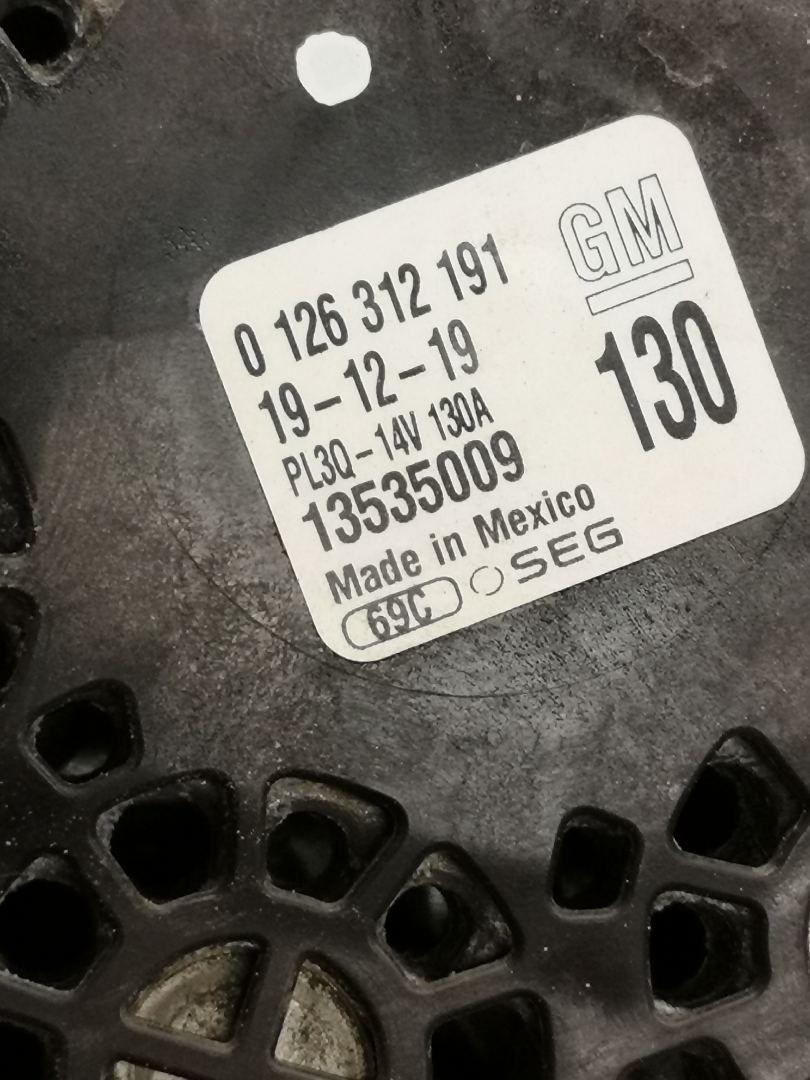 GM
0 126 312 191
19-12-19
130
PL3Q-14V 130A
13535009
Made in Mexico
69C SEG